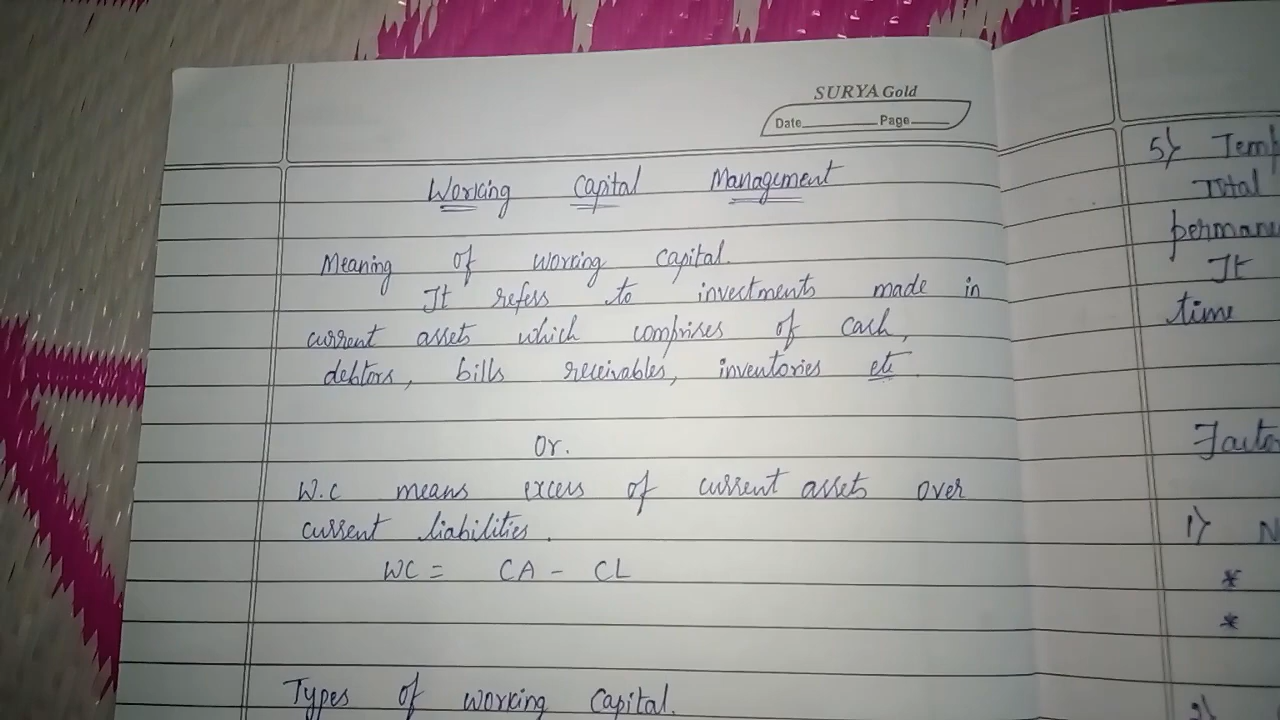 SURYA Gold
Date Page
Working Capital Management
Meaning of working capital.
It refers to investments made in
current assets which comprises of cash,
debtors, bills receivables, inventories etc.
Or.
W.C means excess of current assets over
current liabilities.
WC = CA - CL
Types of working capital.
5) Temp
Total
permane
It
time
Facto
1) N
*
*